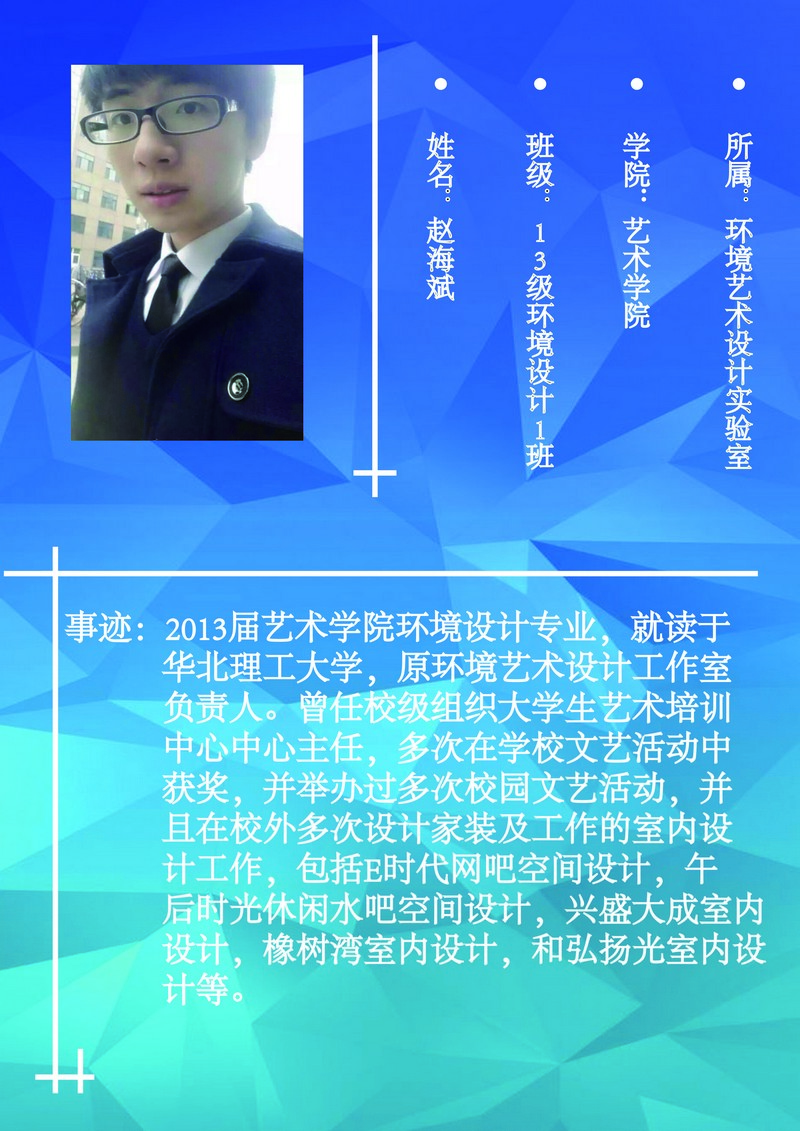 姓名：赵海斌
班级：13级环境设计1班
学院：艺术学院
所属：环境艺术设计实验室
事迹：2013届艺术学院环境设计专业，就读于
华北理工大学，原环境艺术设计工作室
负责人。曾任校级组织大学生艺术培训
中心中心主任，多次在学校文艺活动中
获奖，并举办过多次校园文艺活动，并
且在校外多次设计家装及工作的室内设
计工作，包括E时代网吧空间设计，午
后时光休闲水吧空间设计，兴盛大成室内
设计，橡树湾室内设计，和弘扬光室内设
计等。